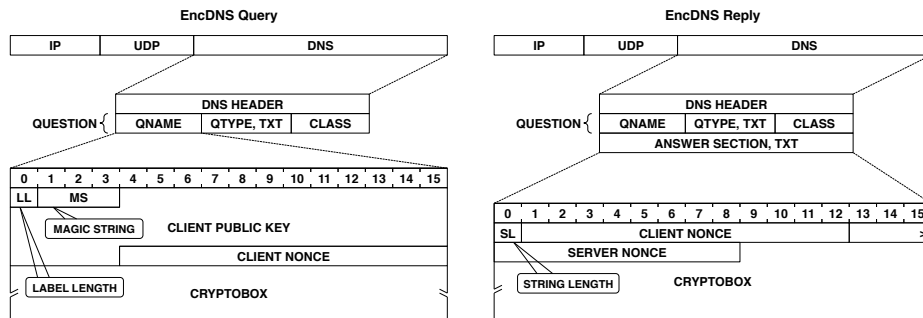 EncDNS Query
IP UDP DNS
DNS HEADER
QUESTION { QNAME QTYPE, TXT CLASS
0 1 2 3 4 5 6 7 8 9 10 11 12 13 14 15
LL MS
MAGIC STRING CLIENT PUBLIC KEY
CLIENT NONCE
LABEL LENGTH CRYPTOBOX
EncDNS Reply
IP UDP DNS
DNS HEADER
QUESTION { QNAME QTYPE, TXT CLASS
ANSWER SECTION, TXT
0 1 2 3 4 5 6 7 8 9 10 11 12 13 14 15
SL CLIENT NONCE >
SERVER NONCE
STRING LENGTH CRYPTOBOX